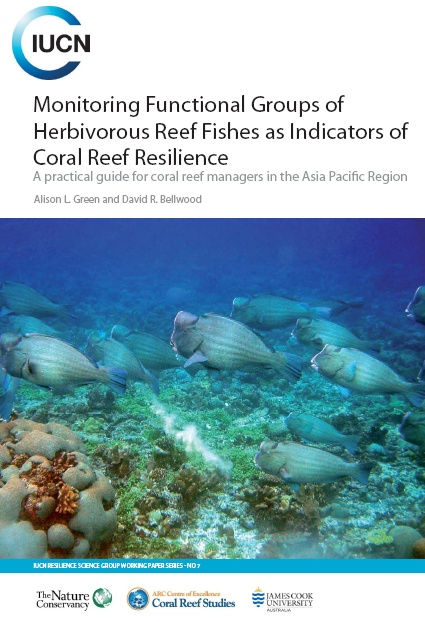 IUCN
Monitoring Functional Groups of
Herbivorous Reef Fishes as Indicators of
Coral Reef Resilience
A practical guide for coral reef managers in the Asia Pacific Region
Alison L. Green and David R. Bellwood
IUCN RESILIENCE SCIENCE GROUP WORKING PAPER SERIES - NO 7
The Nature
Conservancy
ARC Centre of Excellence
Coral Reef Studies
JAMES COOK
UNIVERSITY
AUSTRALIA